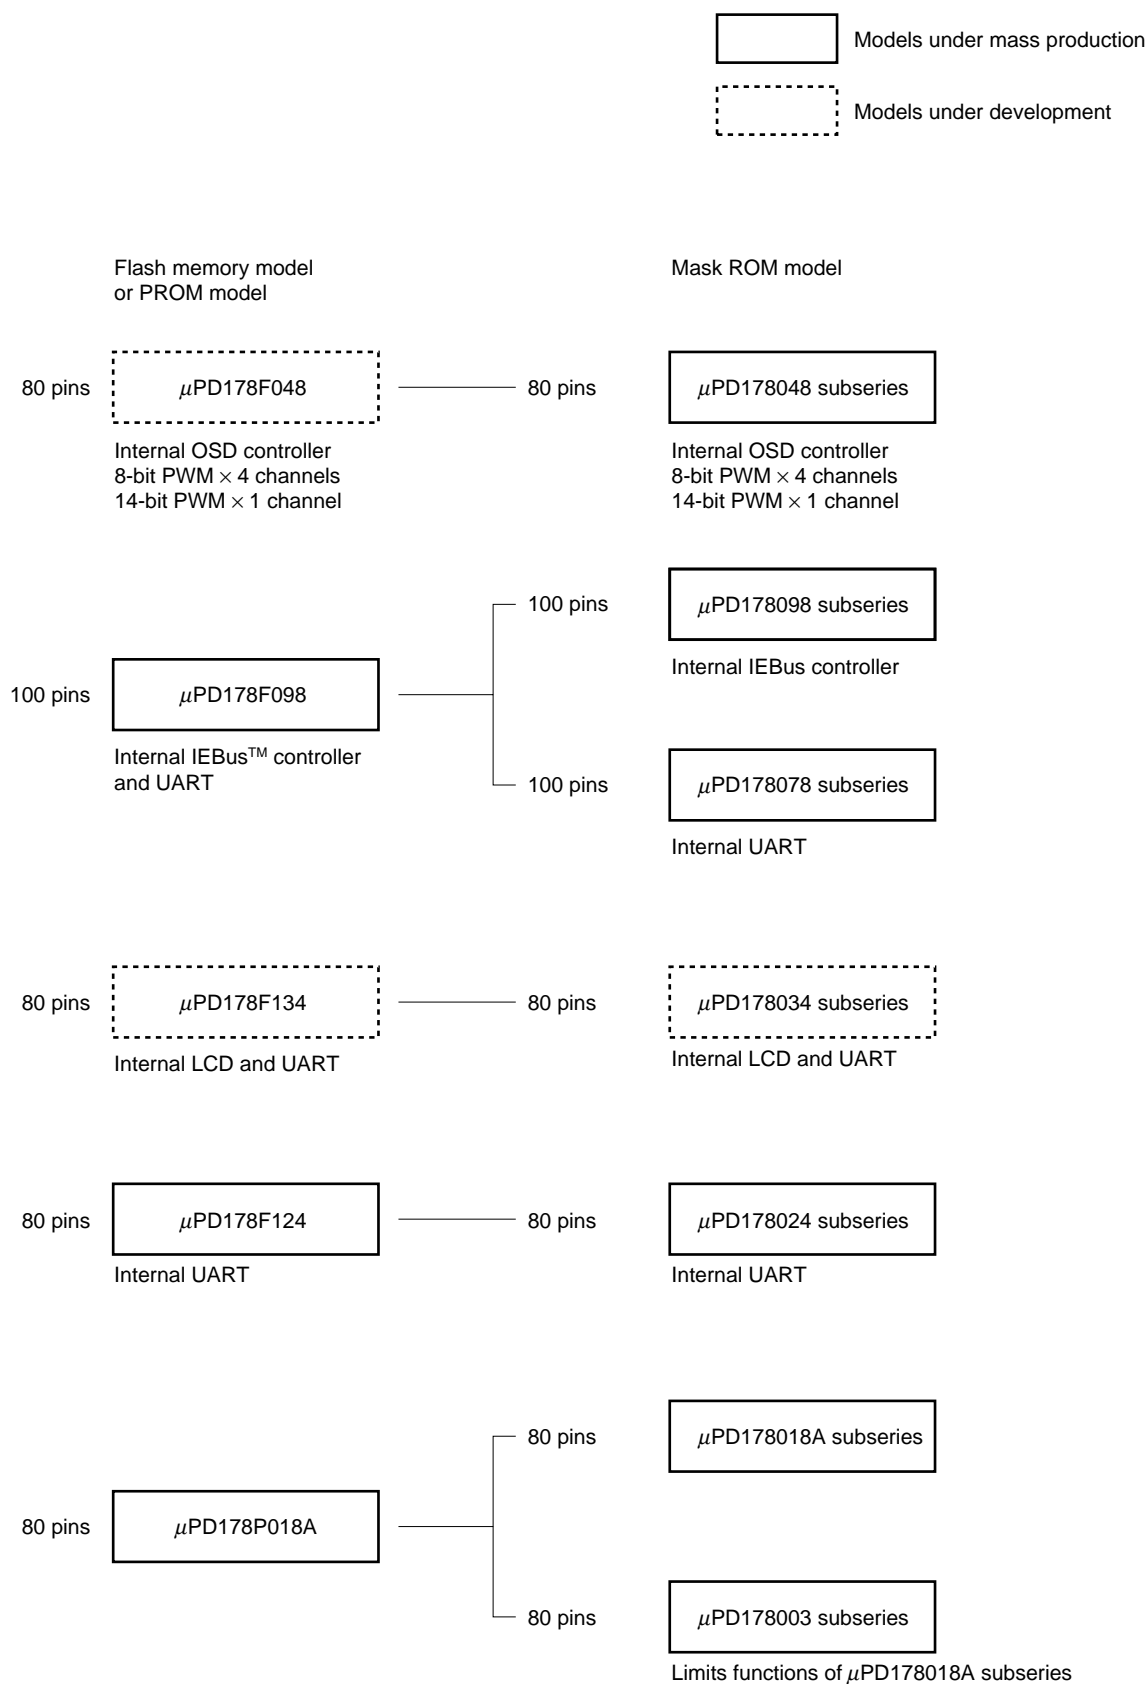 Models under mass production
Models under development
Flash memory model
or PROM model
Mask ROM model
80 pins
μPD178F048
80 pins
μPD178048 subseries
Internal OSD controller
8-bit PWM × 4 channels
14-bit PWM × 1 channel
Internal OSD controller
8-bit PWM × 4 channels
14-bit PWM × 1 channel
100 pins
μPD178098 subseries
Internal IEBus controller
100 pins
μPD178F098
Internal IEBus™ controller
and UART
100 pins
μPD178078 subseries
Internal UART
80 pins
μPD178F134
80 pins
μPD178034 subseries
Internal LCD and UART
Internal LCD and UART
80 pins
μPD178F124
80 pins
μPD178024 subseries
Internal UART
Internal UART
80 pins
μPD178018A subseries
80 pins
μPD178P018A
80 pins
μPD178003 subseries
Limits functions of μPD178018A subseries